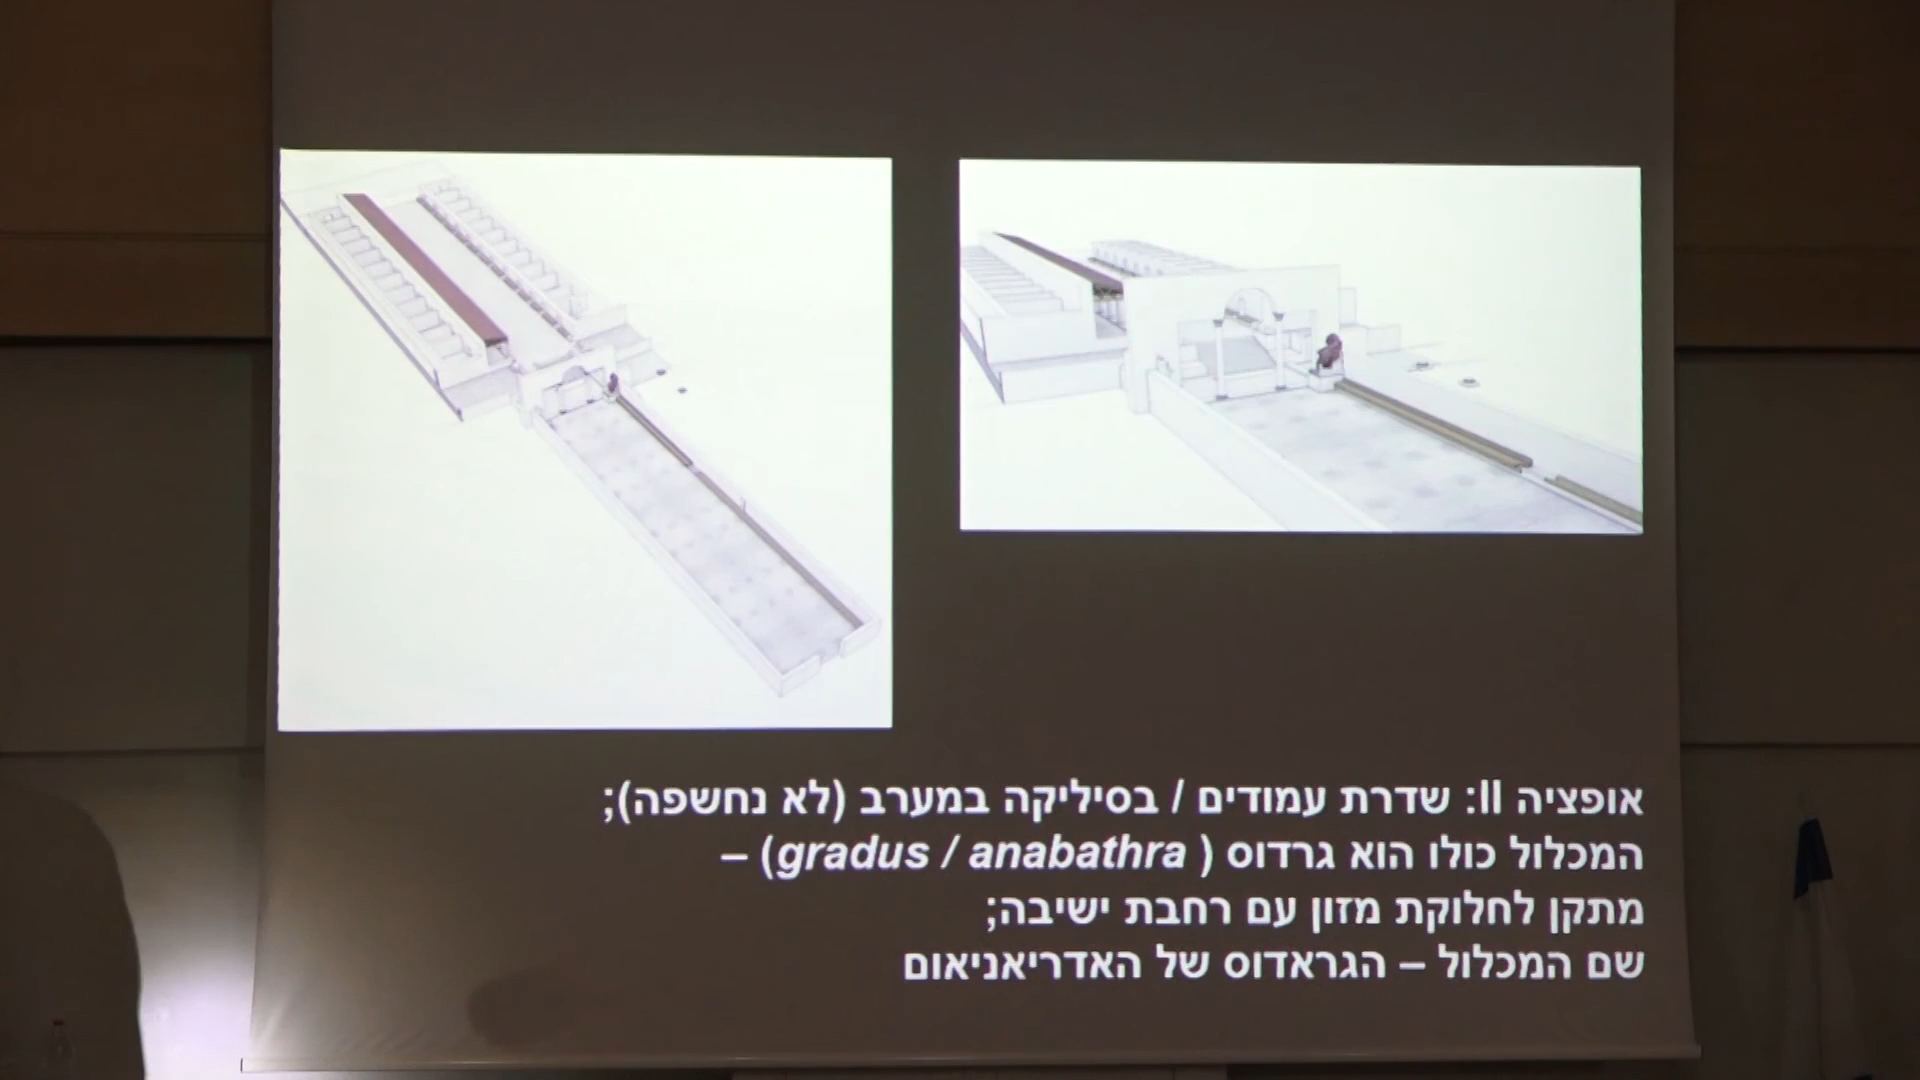 אופציה II: שדרת עמודים / בסיליקה במערב (לא נחשפה);
המכלול כולו הוא גרדוס ( gradus / anabathra) –
מתקן לחלוקת מזון עם רחבת ישיבה;
שם המכלול – הגראדוס של האדריאניאום